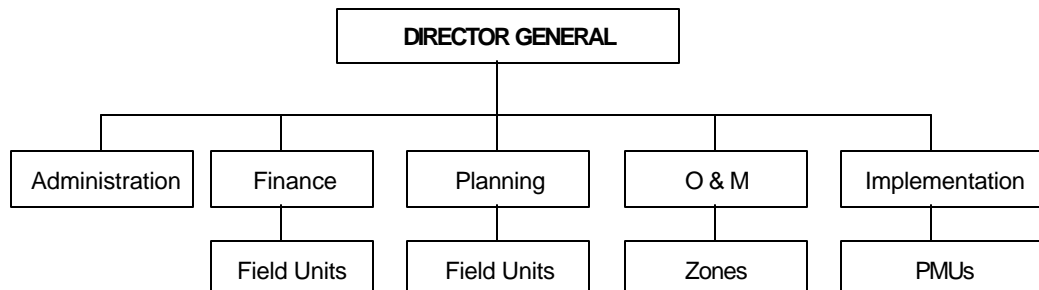 DIRECTOR GENERAL
Administration
Finance
Planning
O & M
Implementation
Field Units
Field Units
Zones
PMUs